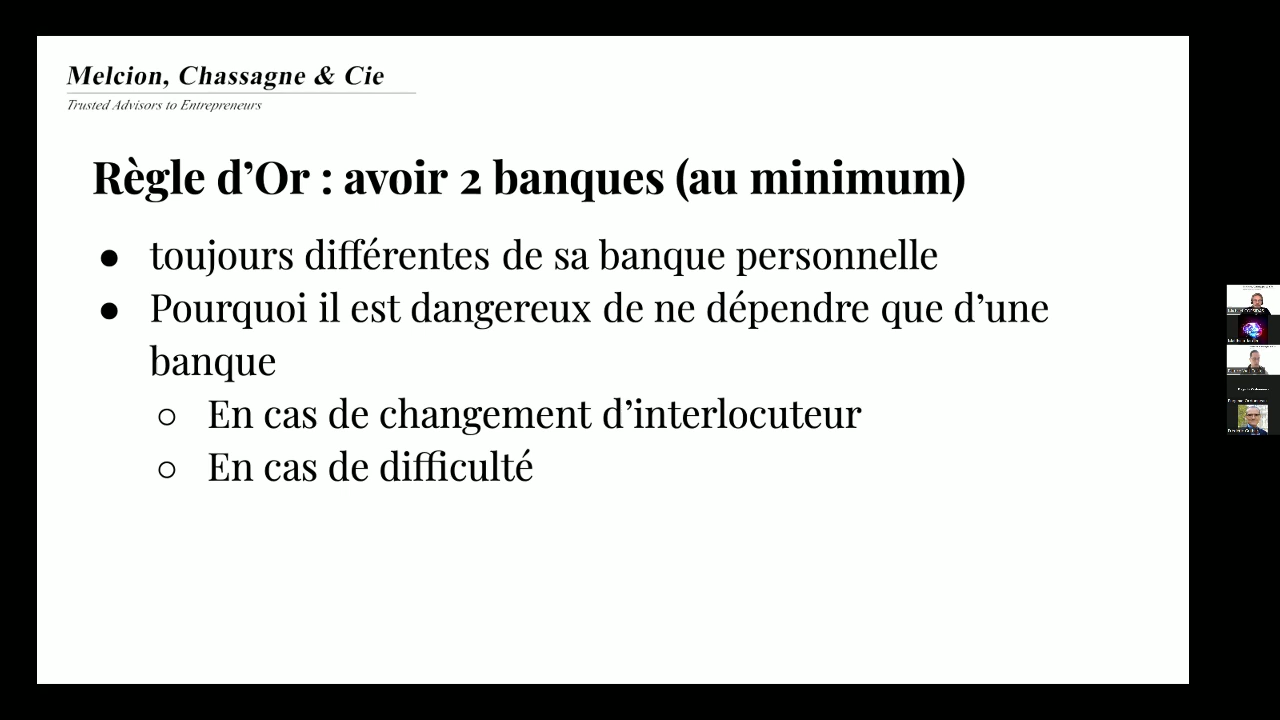 Melcion, Chassagne & Cie
Trusted Advisors to Entrepreneurs
Règle d’Or : avoir 2 banques (au minimum)
● toujours différentes de sa banque personnelle
● Pourquoi il est dangereux de ne dépendre que d’une
banque
○ En cas de changement d’interlocuteur
○ En cas de difficulté